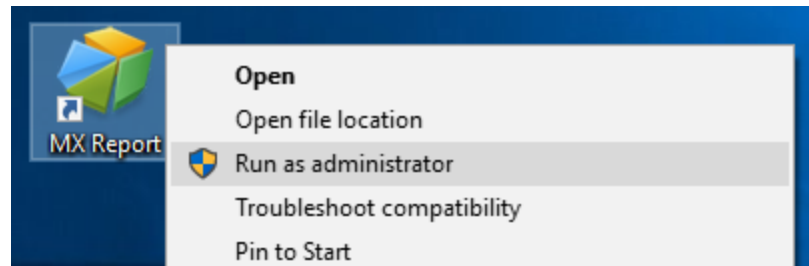 MX Report
Open
Open file location
Run as administrator
Troubleshoot compatibility
Pin to Start